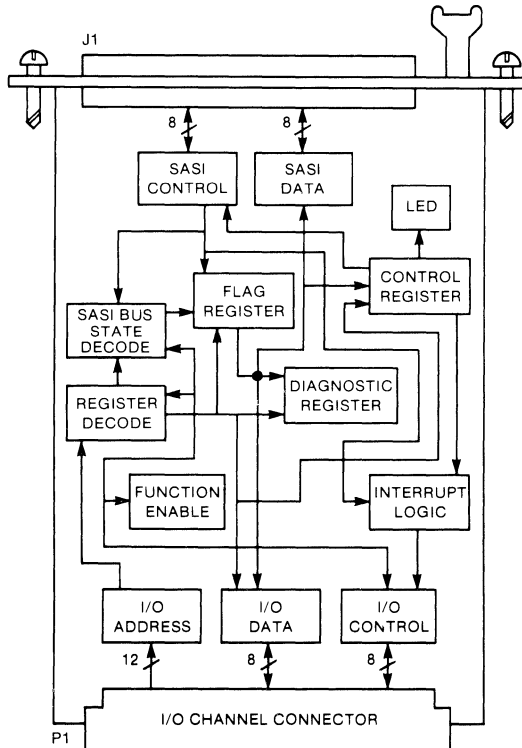 J1
8
8
SASI
CONTROL
SASI
DATA
LED
CONTROL
REGISTER
FLAG
REGISTER
SASI BUS
STATE
DECODE
DIAGNOSTIC
REGISTER
REGISTER
DECODE
FUNCTION
ENABLE
INTERRUPT
LOGIC
I/O
ADDRESS
I/O
DATA
I/O
CONTROL
12
8
8
I/O CHANNEL CONNECTOR
P1